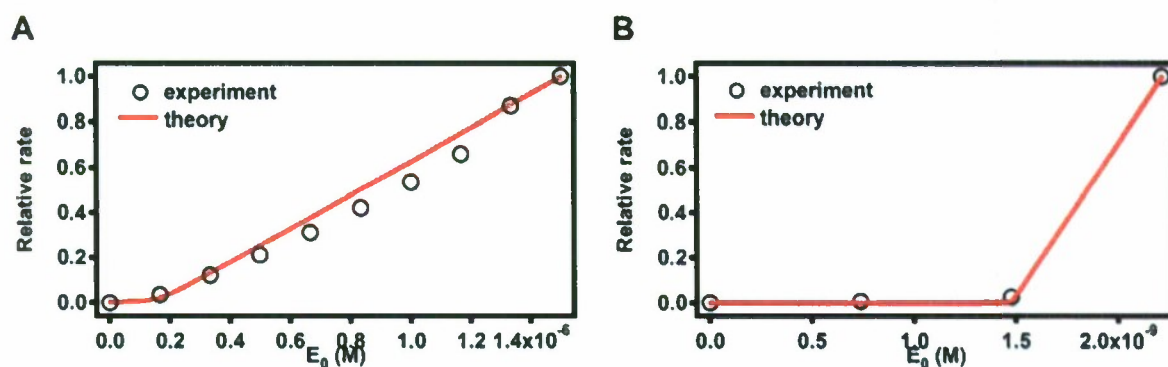 A
Relative rate
1.0
0.8
0.6
0.4
0.2
0.0
experiment
theory
0.0 0.2 0.4 0.6 0.8 1.0 1.2 1.4x10⁻⁶
E₀ (M)
B
Relative rate
1.0
0.8
0.6
0.4
0.2
0.0
experiment
theory
0.0 0.5 1.0 1.5 2.0x10⁻⁹
E₀ (M)